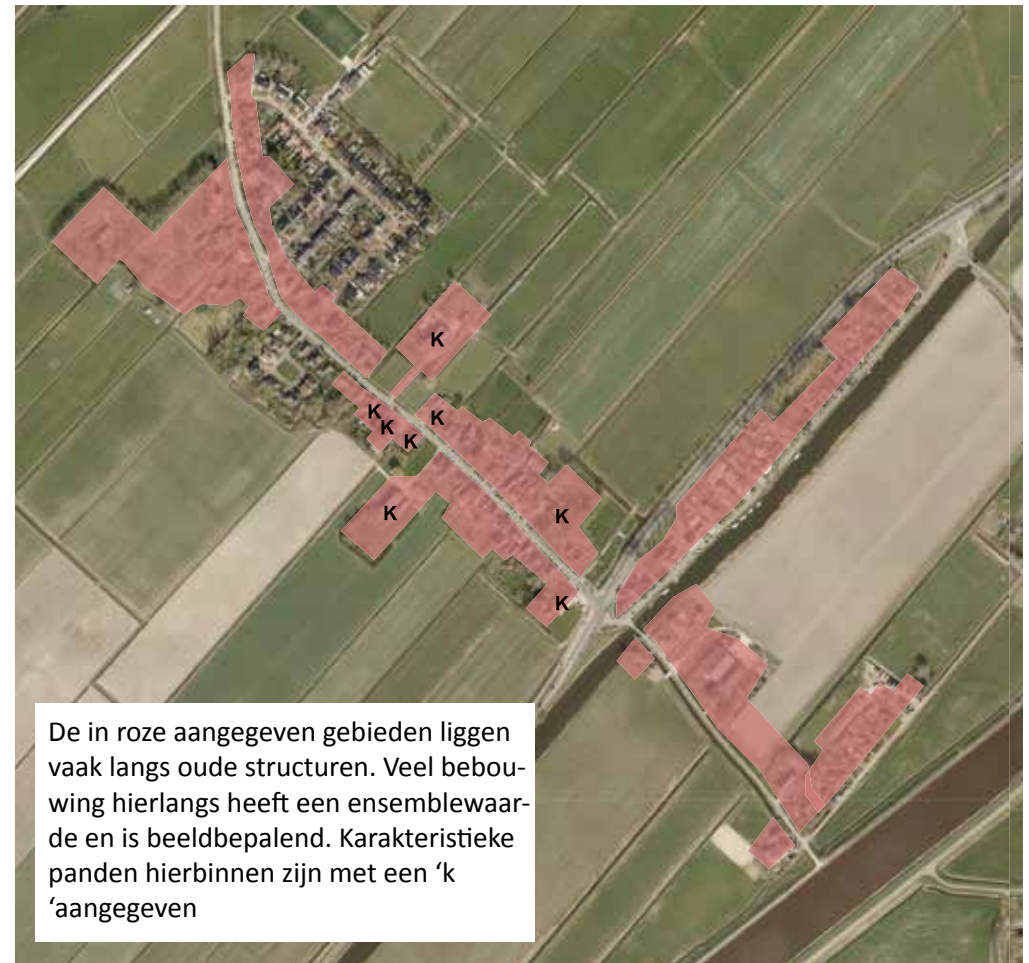 K
K
K
K
K
K
K
K
De in roze aangegeven gebieden liggen
vaak langs oude structuren. Veel bebou-
wing hierlangs heeft een ensemblewaar-
de en is beeldbepalend. Karakteristieke
panden hierbinnen zijn met een ‘k
‘aangegeven